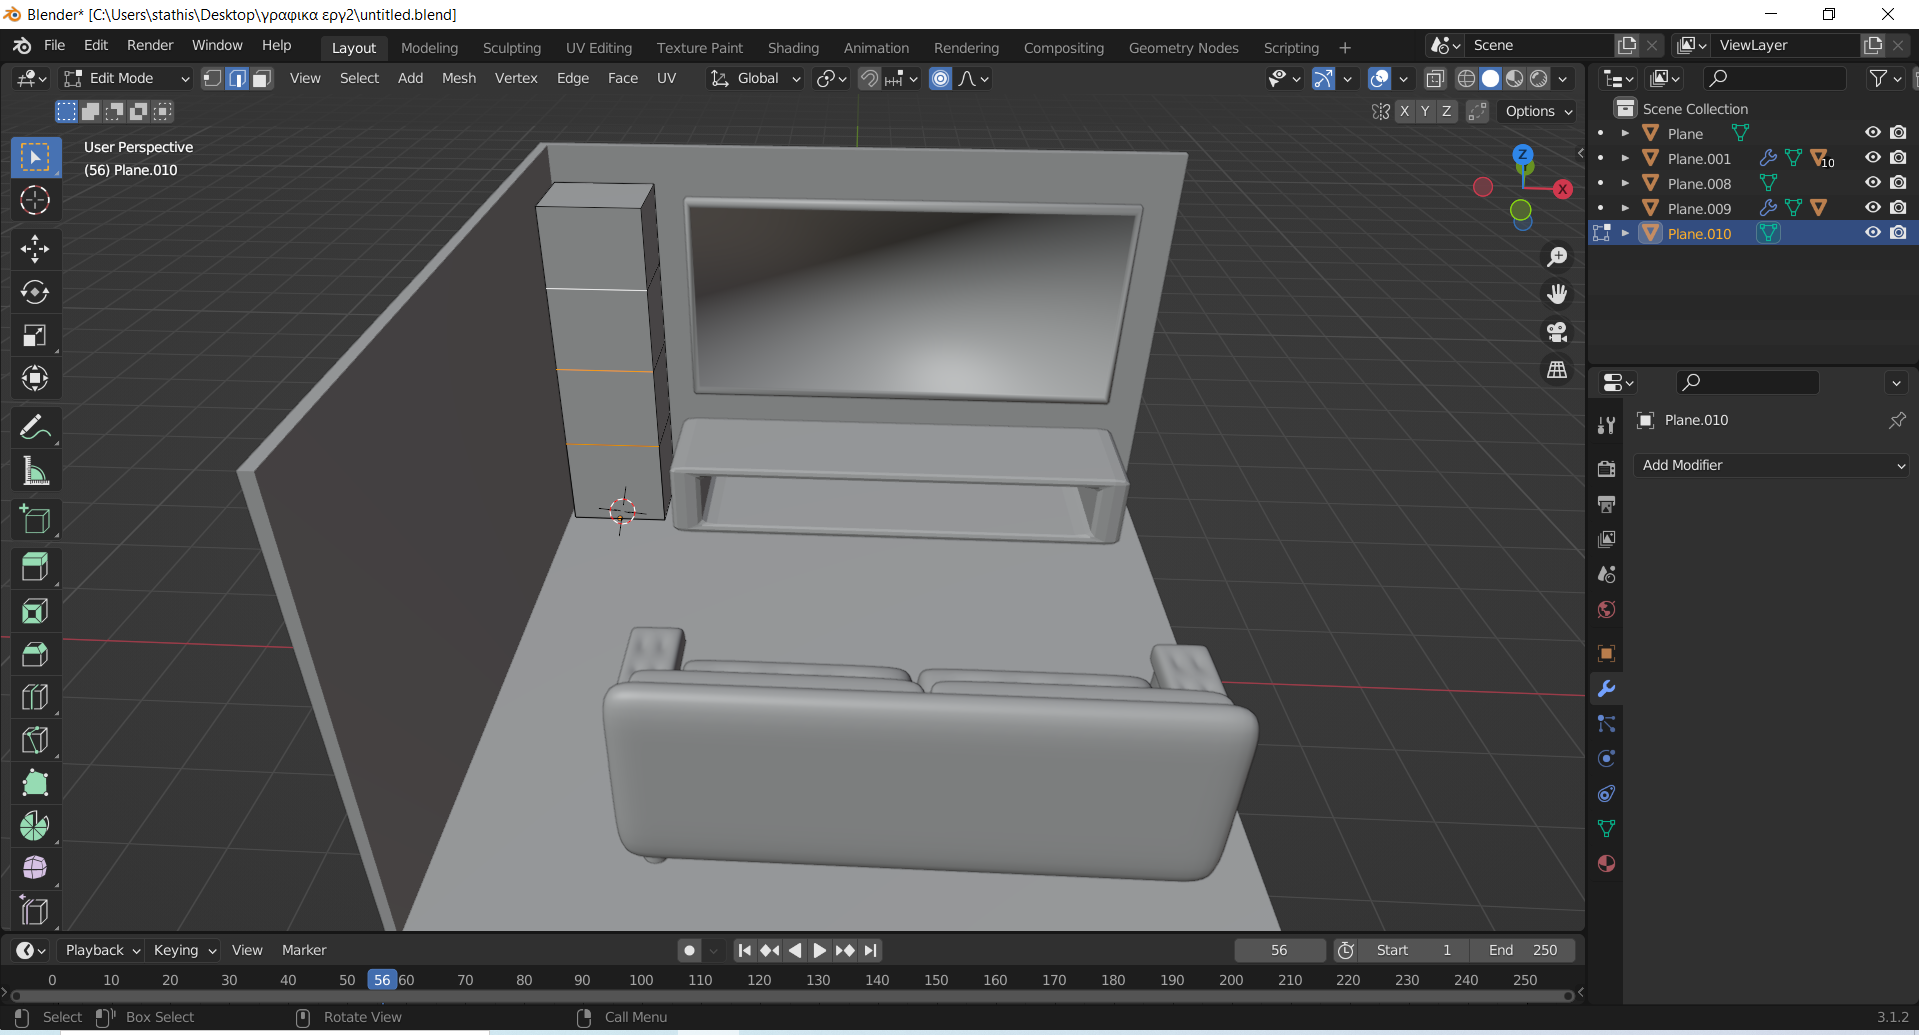 Blender* [C:\Users\stathis\Desktop\γραφικα εργ2\untitled.blend]
File Edit Render Window Help Layout Modeling Sculpting UV Editing Texture Paint Shading Animation Rendering Compositing Geometry Nodes Scripting + Scene ViewLayer
Edit Mode View Select Add Mesh Vertex Edge Face UV Global
X Y Z Options
User Perspective
(56) Plane.010
Z
X
Scene Collection
Plane
Plane.001 10
Plane.008
Plane.009
Plane.010
Plane.010
Add Modifier
Playback Keying View Marker 56 Start 1 End 250
0 10 20 30 40 50 56 60 70 80 90 100 110 120 130 140 150 160 170 180 190 200 210 220 230 240 250
Select Box Select Rotate View Call Menu 3.1.2